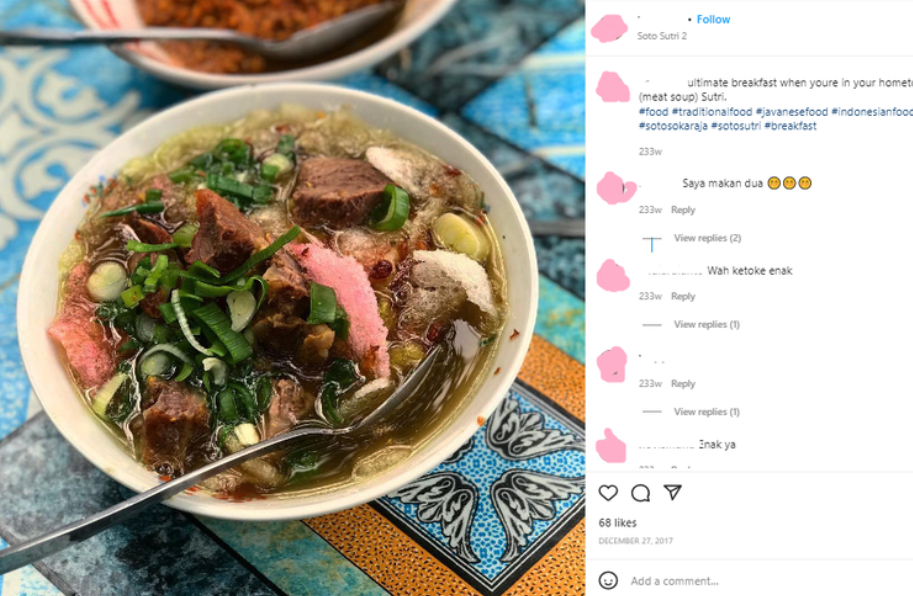 • Follow
Soto Sutri 2
ultimate breakfast when youre in your
(meat soup) Sutri.
#food #traditionalfood #javanesefood #indonesianfood
#sotosokaraja #sotosutri #breakfast
233w
Saya makan dua 🤭🤭🤭
233w Reply
View replies (2)
Wah ketoke enak
233w Reply
View replies (1)
233w Reply
View replies (1)
Enak ya
68 likes
DECEMBER 27, 2017
Add a comment...